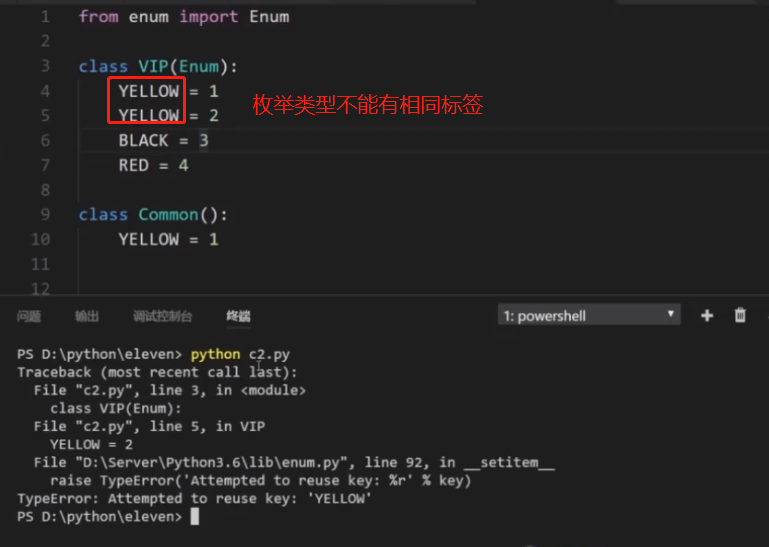 1 from enum import Enum
2
3 class VIP(Enum):
4 YELLOW = 1
枚举类型不能有相同标签
5 YELLOW = 2
6 BLACK = 3
7 RED = 4
8
9 class Common():
10 YELLOW = 1
11
12
问题 输出 调试控制台 终端 1: powershell
PS D:\python\eleven> python c2.py
Traceback (most recent call last):
File "c2.py", line 3, in <module>
class VIP(Enum):
File "c2.py", line 5, in VIP
YELLOW = 2
File "D:\Server\Python3.6\lib\enum.py", line 92, in __setitem__
raise TypeError('Attempted to reuse key: %r' % key)
TypeError: Attempted to reuse key: 'YELLOW'
PS D:\python\eleven>